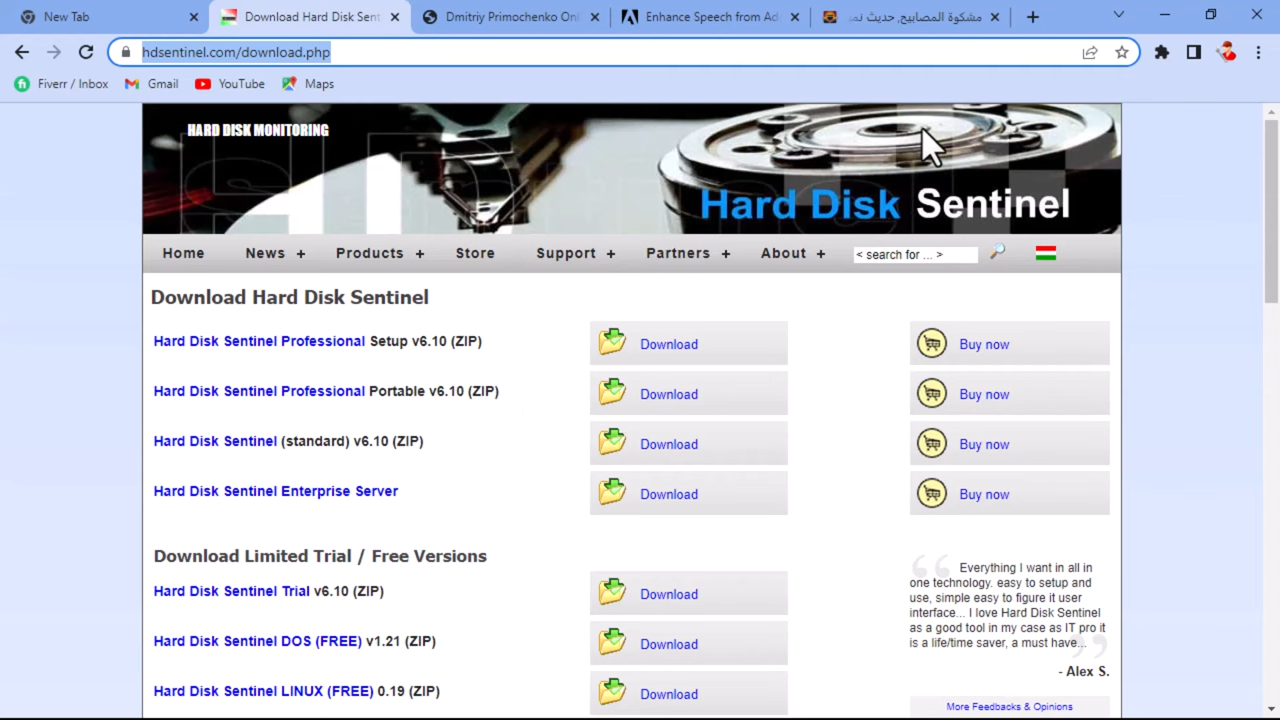 New Tab
Download Hard Disk Sent
Dmitriy Primochenko Onl
Enhance Speech from Ad
مشكوة المصابيح, حديث نمب
hdsentinel.com/download.php
Fiverr / Inbox
Gmail
YouTube
Maps
HARD DISK MONITORING
Hard Disk Sentinel
Home
News +
Products +
Store
Support +
Partners +
About +
< search for ... >
Download Hard Disk Sentinel
Hard Disk Sentinel Professional Setup v6.10 (ZIP)
Download
Buy now
Hard Disk Sentinel Professional Portable v6.10 (ZIP)
Download
Buy now
Hard Disk Sentinel (standard) v6.10 (ZIP)
Download
Buy now
Hard Disk Sentinel Enterprise Server
Download
Buy now
Download Limited Trial / Free Versions
Hard Disk Sentinel Trial v6.10 (ZIP)
Download
Hard Disk Sentinel DOS (FREE) v1.21 (ZIP)
Download
Hard Disk Sentinel LINUX (FREE) 0.19 (ZIP)
Download
“ Everything I want in all in
one technology. easy to setup and
use, simple easy to figure it user
interface... I love Hard Disk Sentinel
as a good tool in my case as IT pro it
is a life/time saver, a must have... ”
- Alex S.
More Feedbacks & Opinions